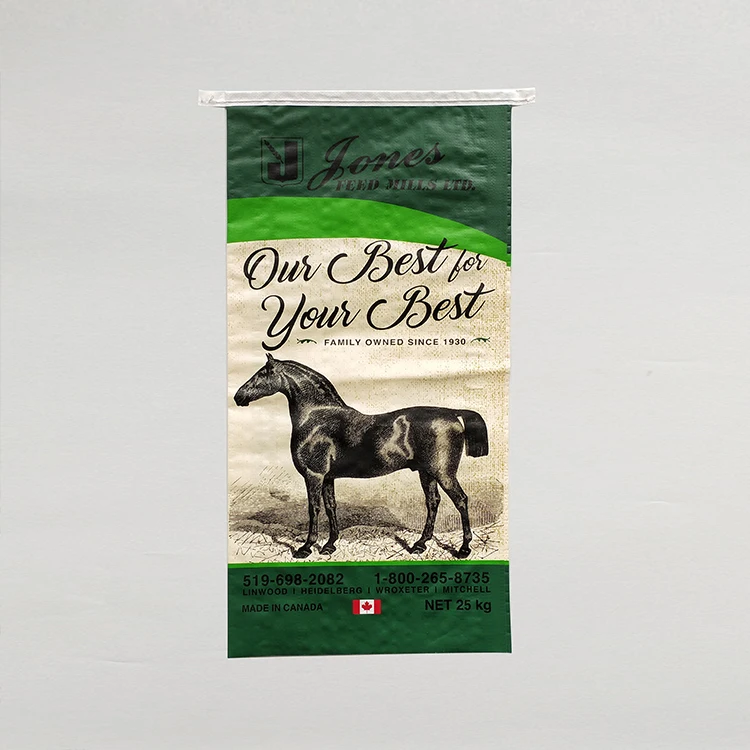 J
Jones
FEED MILLS LTD.
Our Best for
Your Best
FAMILY OWNED SINCE 1930
519-698-2082 1-800-265-8735
LINWOOD | HEIDELBERG | WROXETER | MITCHELL
MADE IN CANADA NET 25 kg